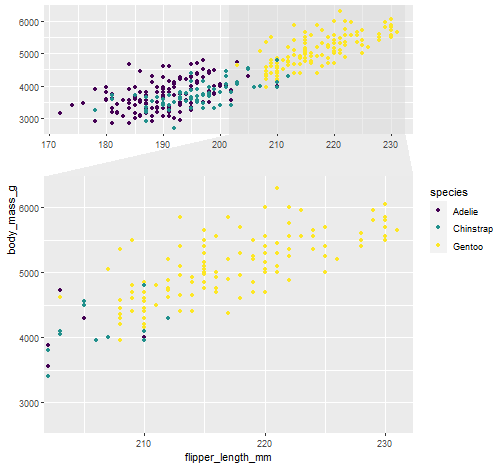 6000
5000
4000
3000
170 180 190 200 210 220 230
body_mass_g
6000
5000
4000
3000
210 220 230
flipper_length_mm
species
Adelie
Chinstrap
Gentoo